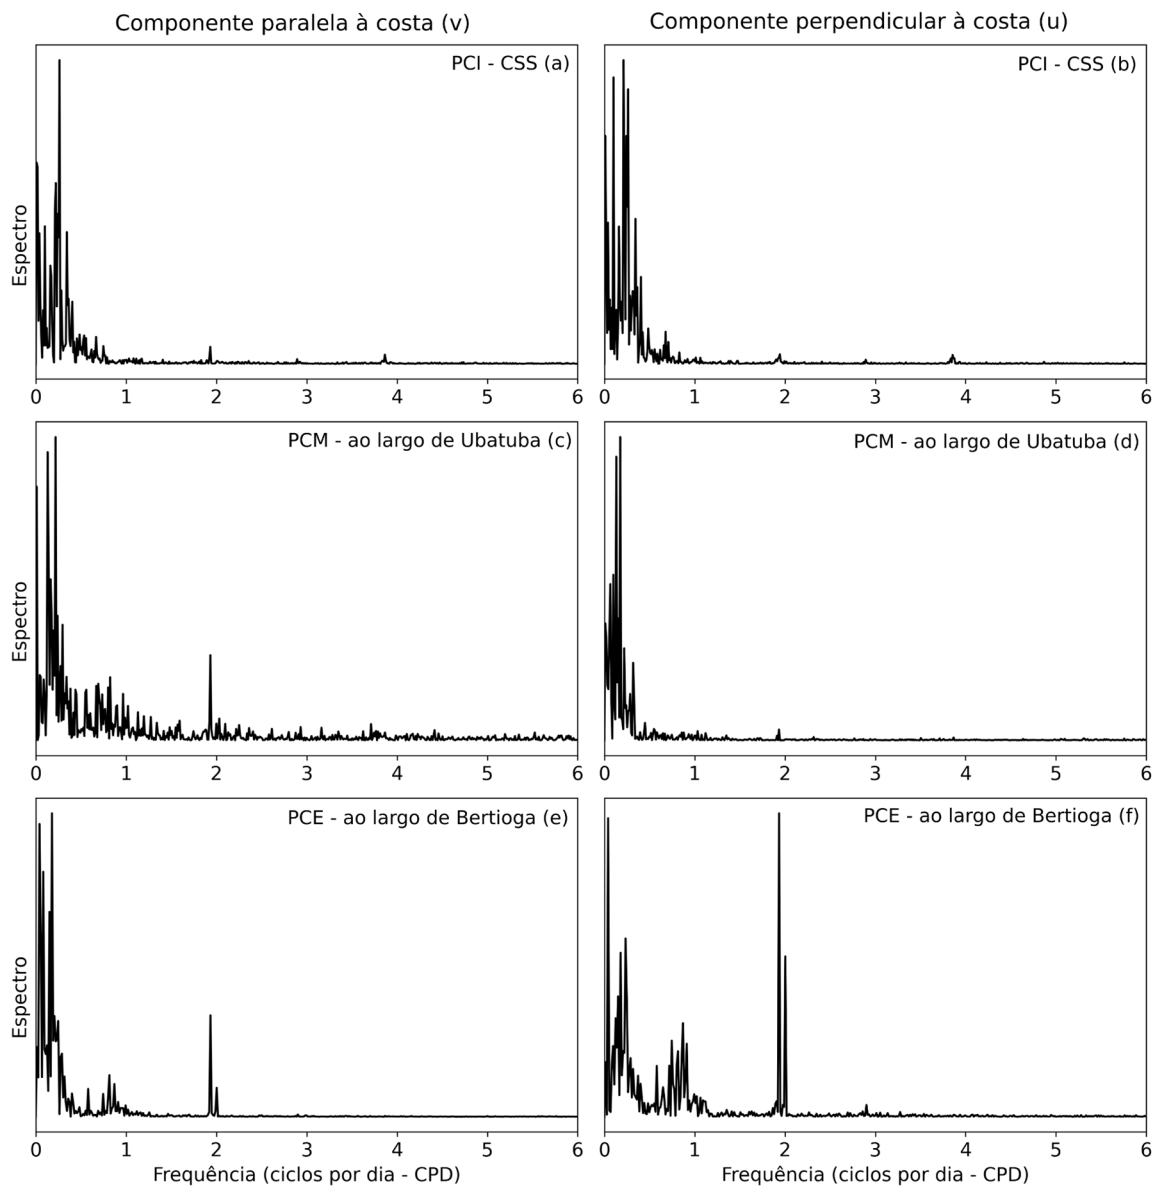 Componente paralela à costa (v)
Componente perpendicular à costa (u)
PCI - CSS (a)
PCI - CSS (b)
Espectro
0 1 2 3 4 5 6
0 1 2 3 4 5 6
PCM - ao largo de Ubatuba (c)
PCM - ao largo de Ubatuba (d)
Espectro
0 1 2 3 4 5 6
0 1 2 3 4 5 6
PCE - ao largo de Bertioga (e)
PCE - ao largo de Bertioga (f)
Espectro
0 1 2 3 4 5 6
0 1 2 3 4 5 6
Frequência (ciclos por dia - CPD)
Frequência (ciclos por dia - CPD)